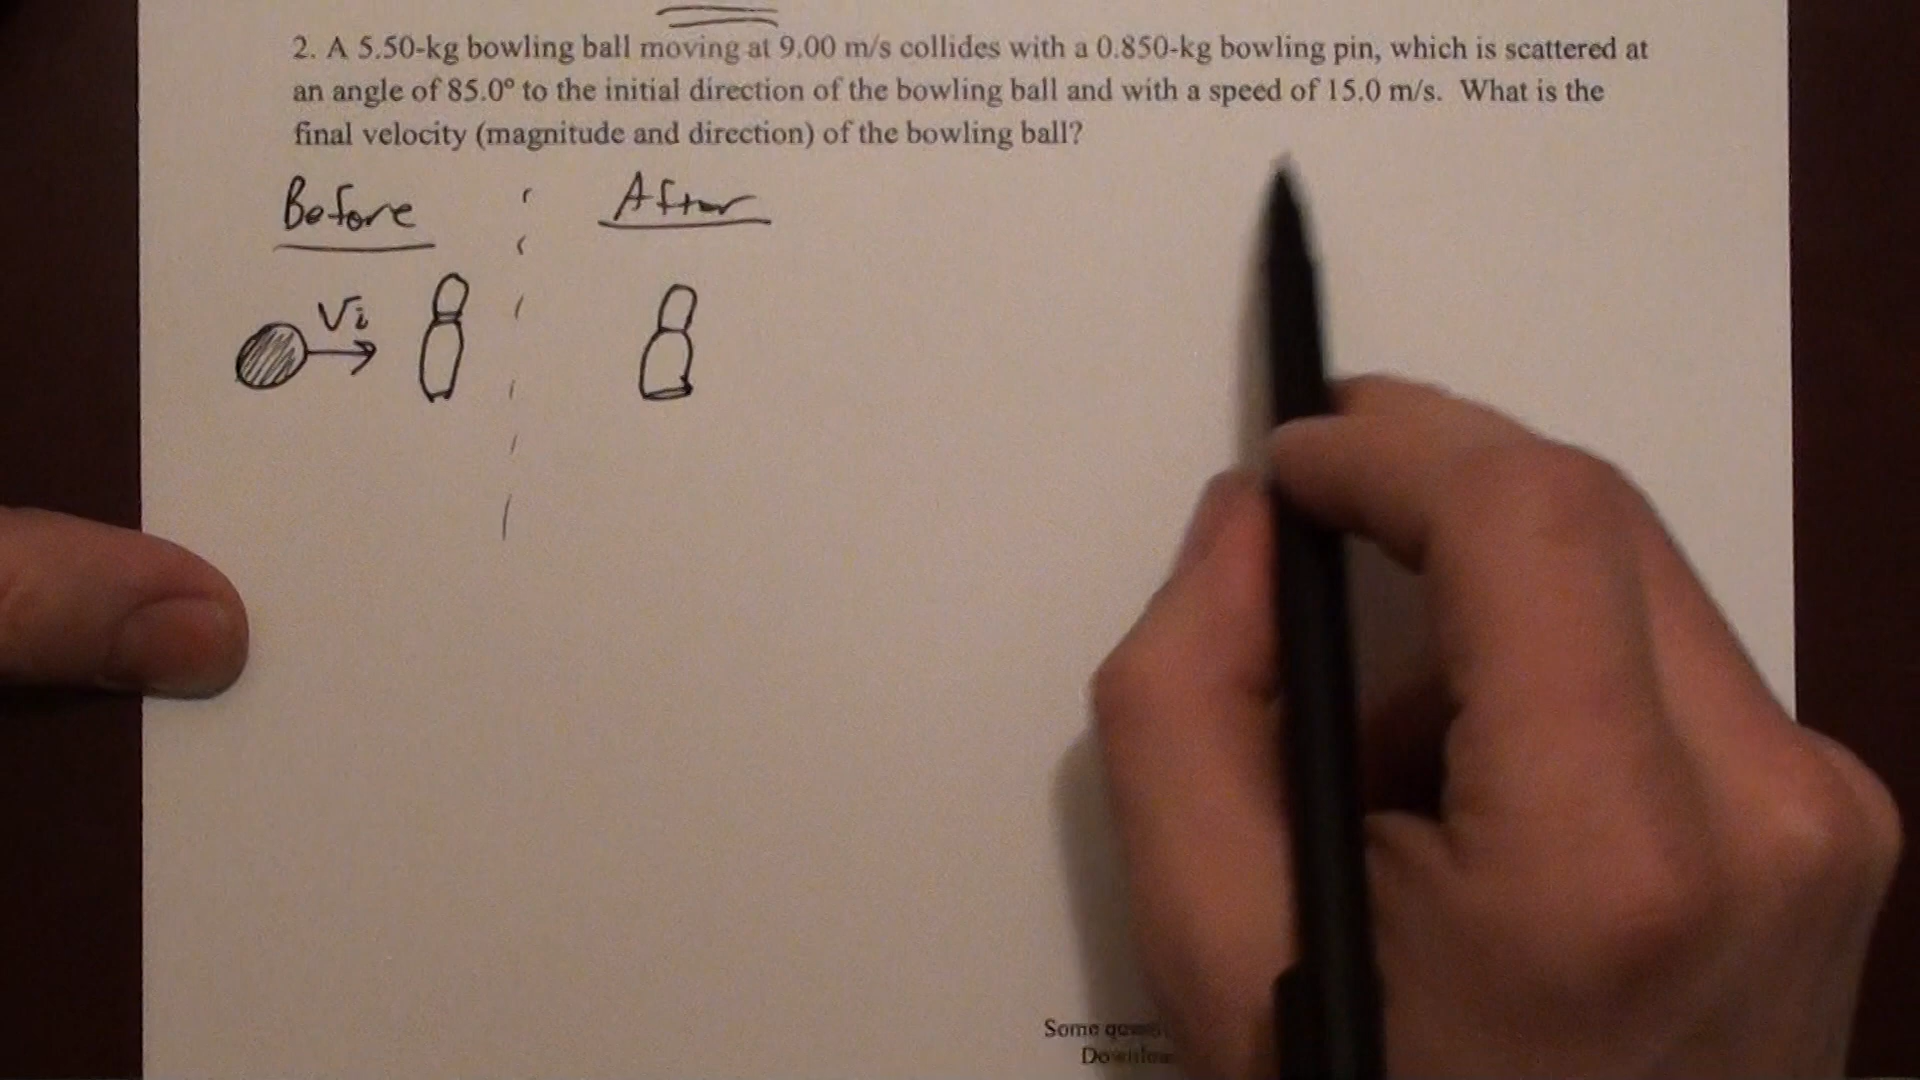 2. A 5.50-kg bowling ball moving at 9.00 m/s collides with a 0.850-kg bowling pin, which is scattered at
an angle of 85.0º to the initial direction of the bowling ball and with a speed of 15.0 m/s. What is the
final velocity (magnitude and direction) of the bowling ball?
Before After
Vi
Some